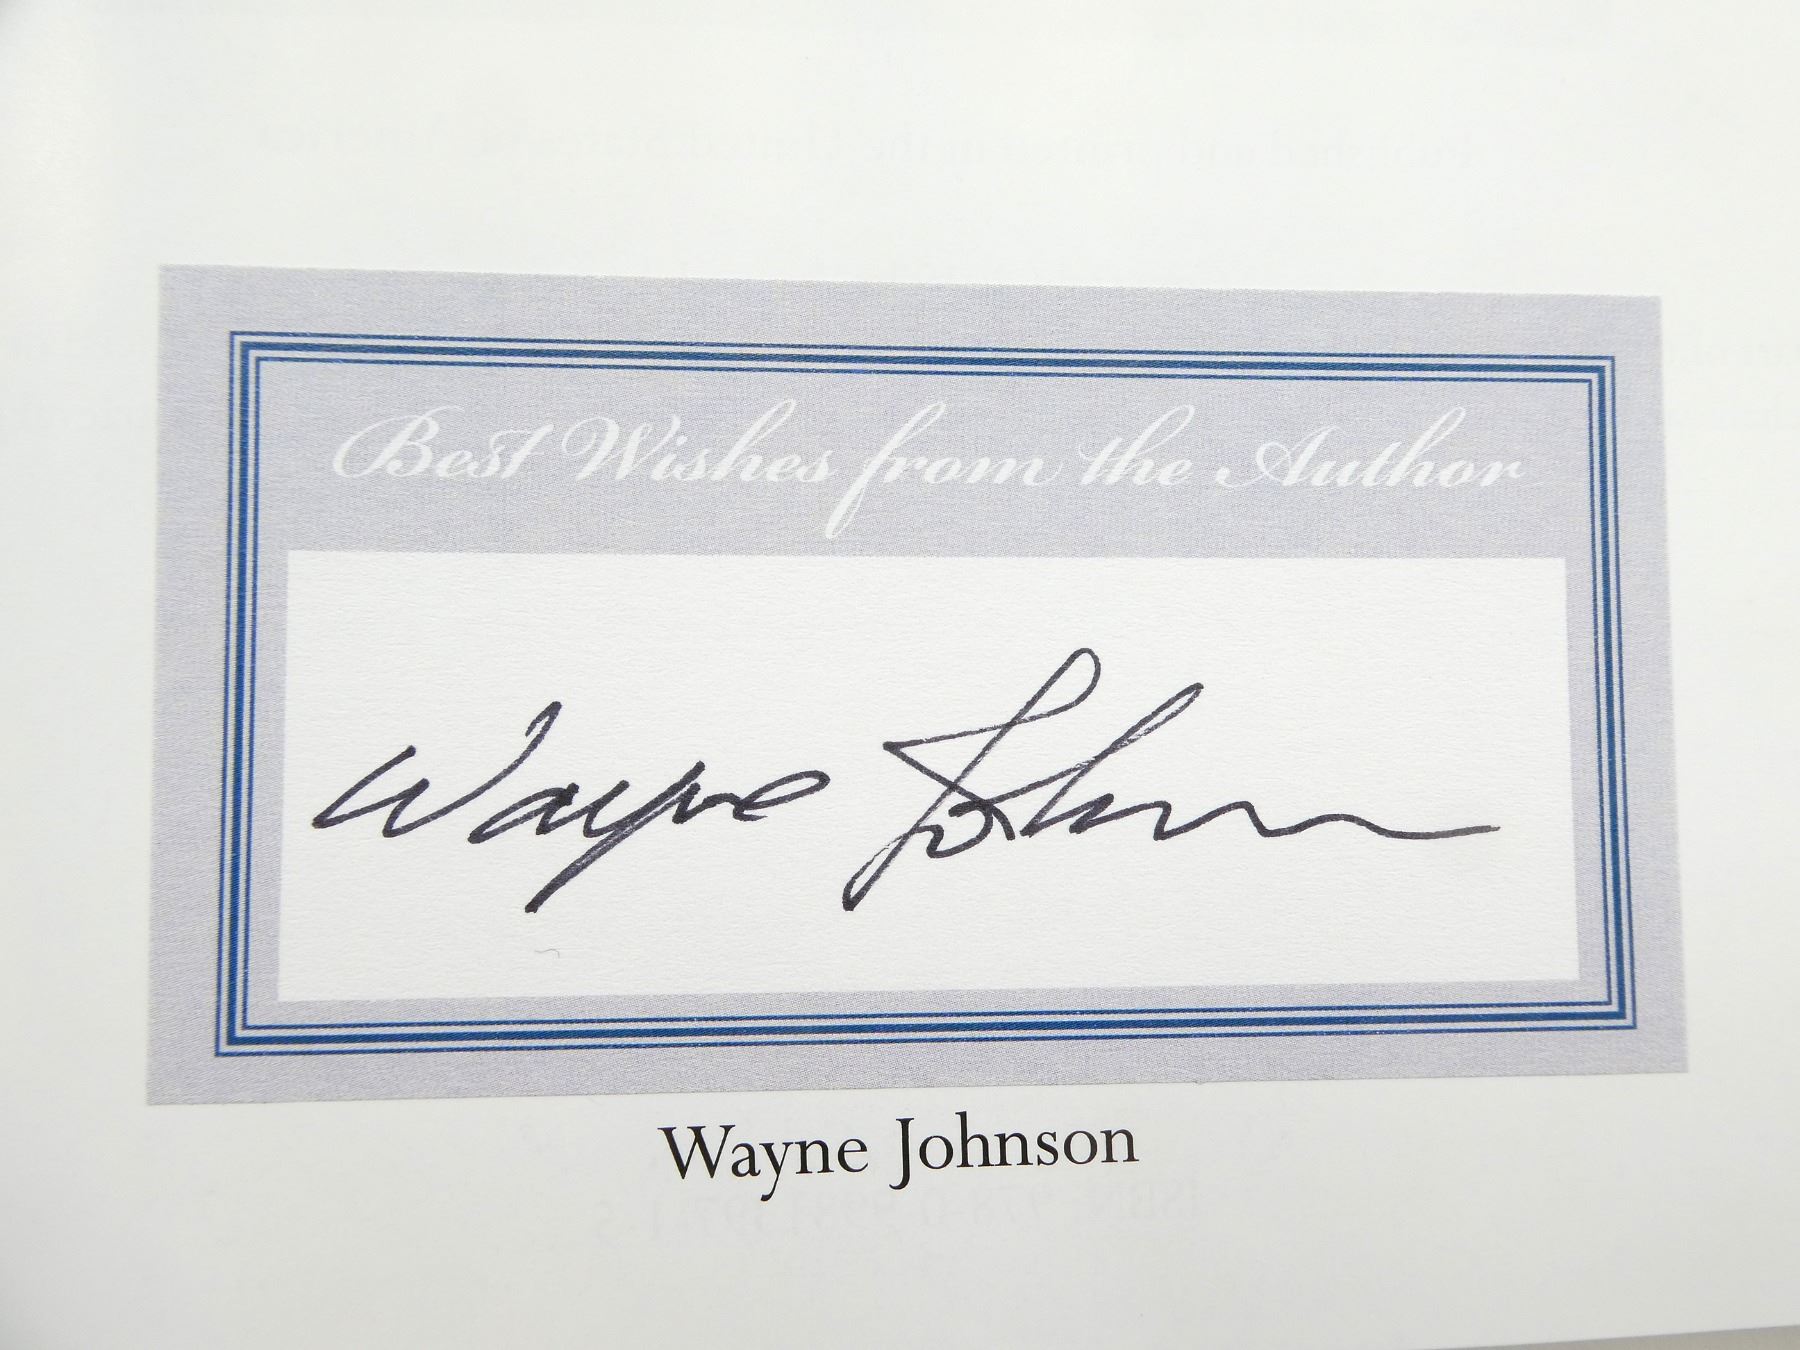 Best Wishes from the Author
Wayne Johnson
Wayne Johnson